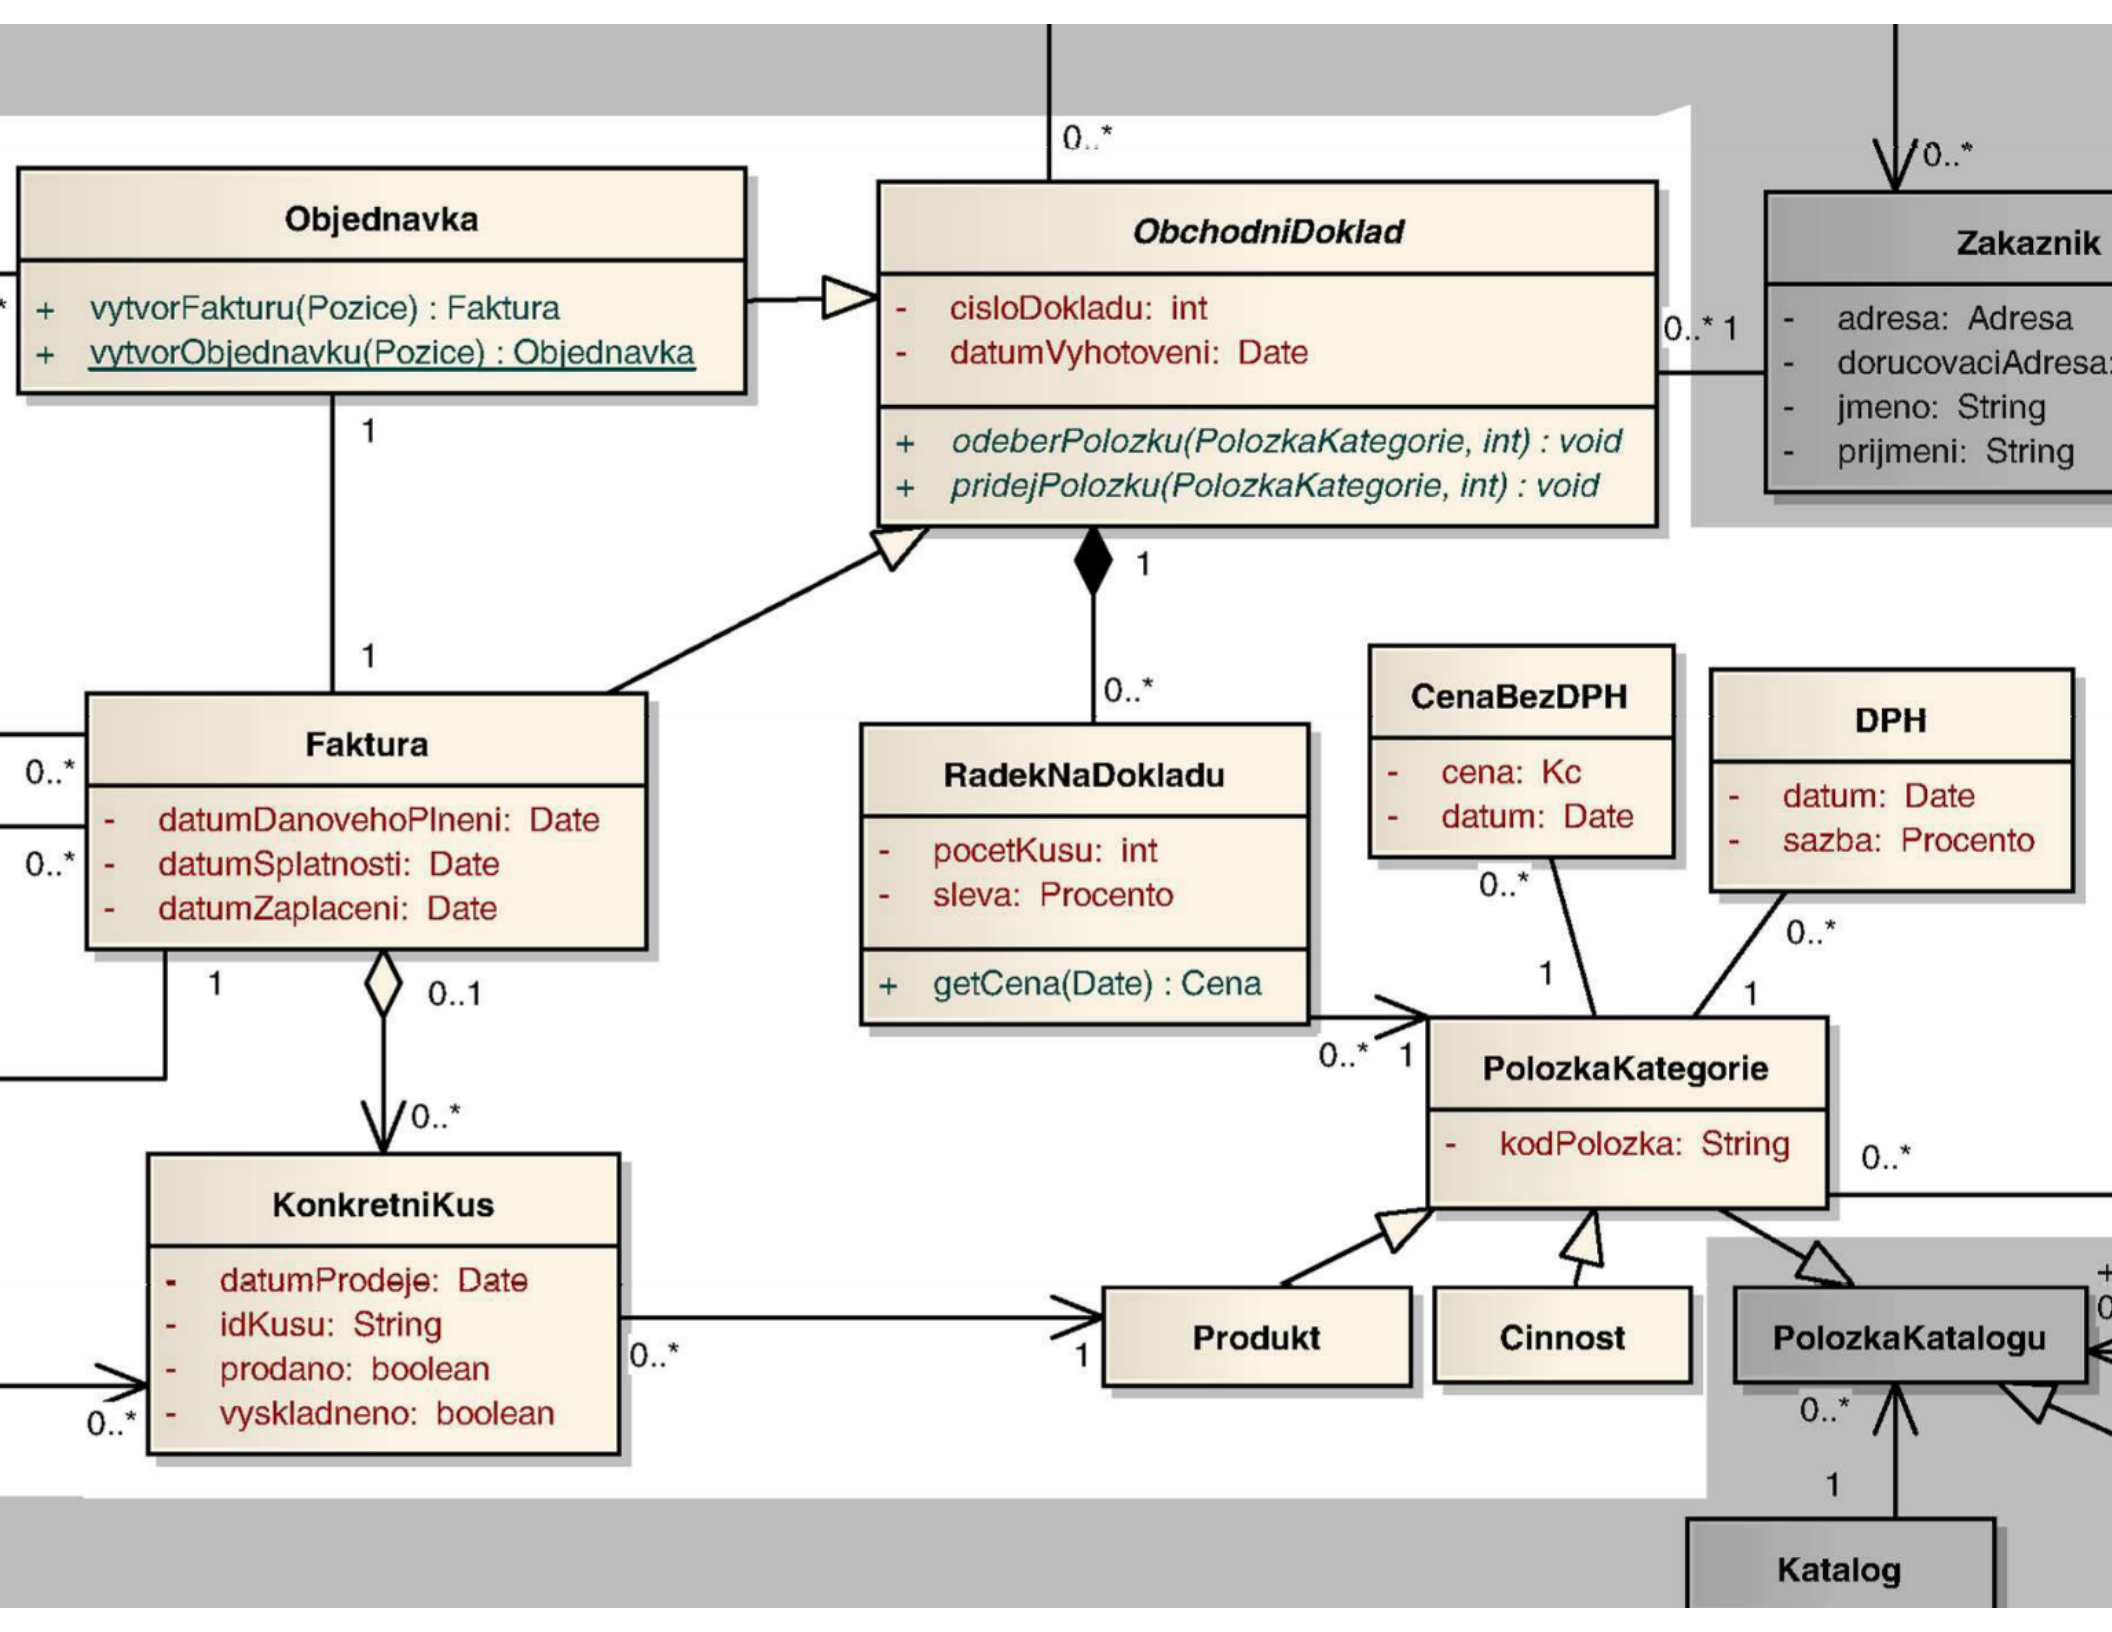 0..*
0..*
Objednavka
+ vytvorFakturu(Pozice) : Faktura
+ vytvorObjednavku(Pozice) : Objednavka
*
1
ObchodniDoklad
- cisloDokladu: int
- datumVyhotoveni: Date
+ odeberPolozku(PolozkaKategorie, int) : void
+ pridejPolozku(PolozkaKategorie, int) : void
0..* 1
Zakaznik
- adresa: Adresa
- dorucovaciAdresa:
- jmeno: String
- prijmeni: String
1
0..*
1
Faktura
- datumDanovehoPlneni: Date
- datumSplatnosti: Date
- datumZaplaceni: Date
0..*
0..*
1
0..1
0..*
RadekNaDokladu
- pocetKusu: int
- sleva: Procento
+ getCena(Date) : Cena
0..* 1
CenaBezDPH
- cena: Kc
- datum: Date
0..*
1
DPH
- datum: Date
- sazba: Procento
0..*
1
PolozkaKategorie
- kodPolozka: String
0..*
KonkretniKus
- datumProdeje: Date
- idKusu: String
- prodano: boolean
- vyskladneno: boolean
0..*
0..*
1
Produkt
Cinnost
PolozkaKatalogu
+
0
0..*
1
Katalog